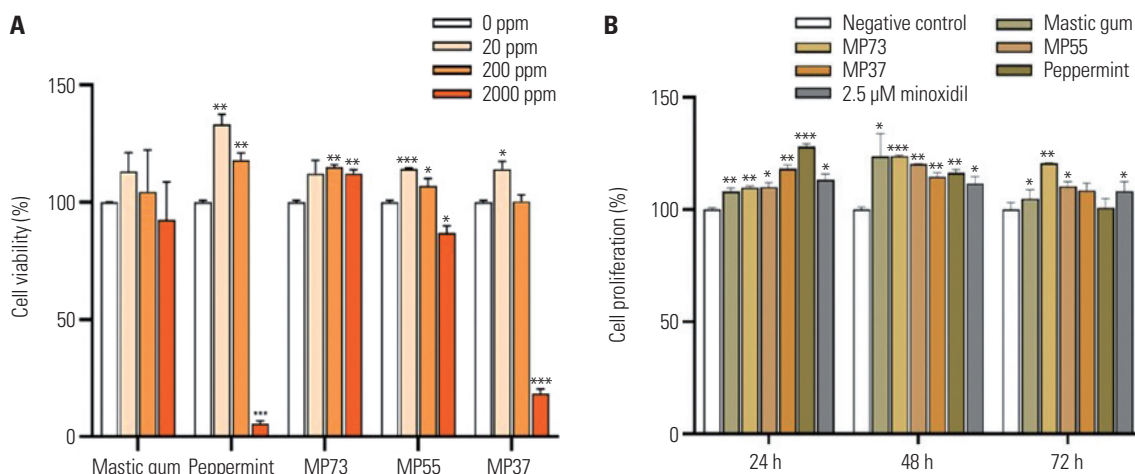 A
0 ppm
20 ppm
200 ppm
2000 ppm
Cell viability (%)
150
100
50
0
**
**
***
**
**
***
*
*
*
***
Mastic gum
Peppermint
MP73
MP55
MP37
B
Negative control
Mastic gum
MP73
MP55
MP37
Peppermint
2.5 µM minoxidil
Cell proliferation (%)
150
100
50
0
**
**
*
**
***
*
*
***
**
**
**
*
*
**
*
*
24 h
48 h
72 h